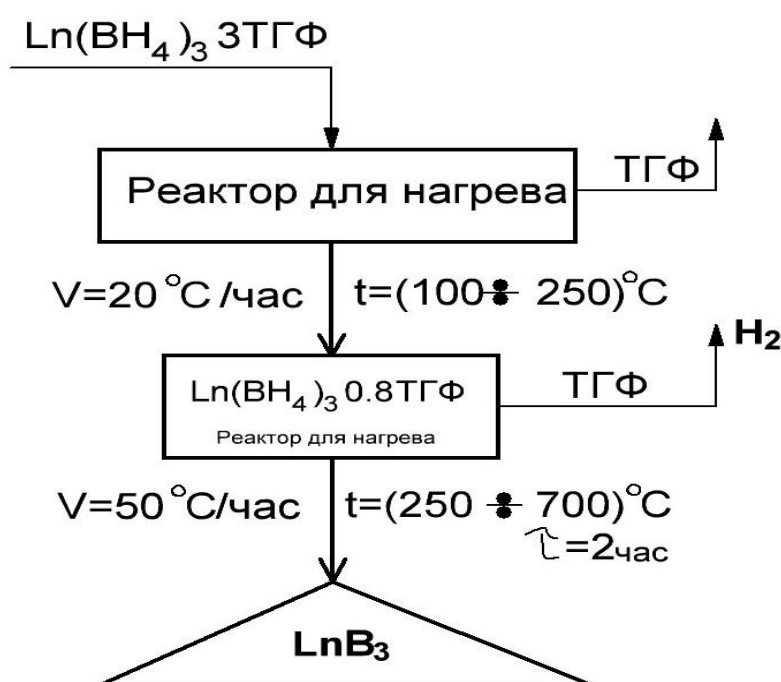 Ln(BH₄)₃ 3ТГФ
Реактор для нагрева
ТГФ
V=20 °C/час t=(100÷250)°C
Ln(BH₄)₃ 0.8ТГФ
Реактор для нагрева
ТГФ
H₂
V=50 °C/час t=(250÷700)°C
τ=2час
LnB₃